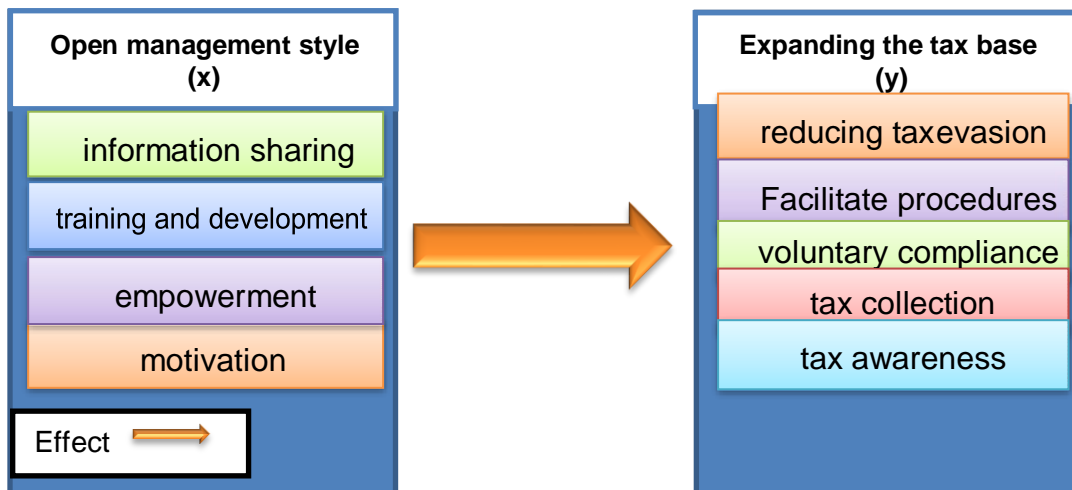 Open management style
(x)
information sharing
training and development
empowerment
motivation
Effect
Expanding the tax base
(y)
reducing taxevasion
Facilitate procedures
voluntary compliance
tax collection
tax awareness